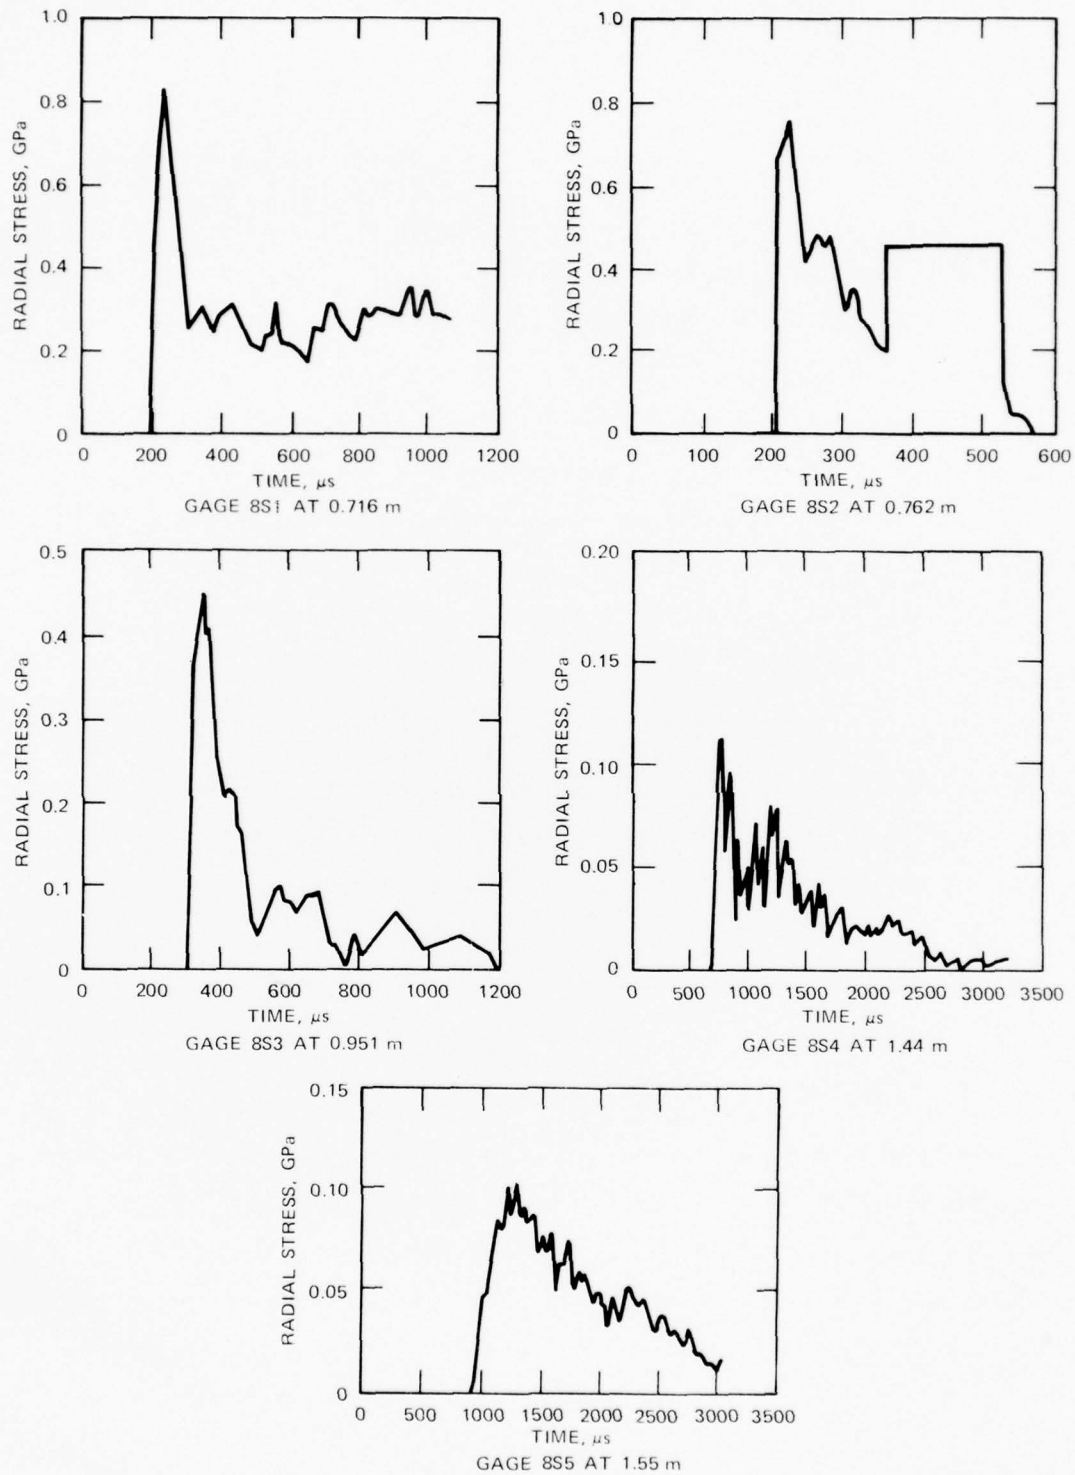 1.0
0.8
0.6
0.4
0.2
0
RADIAL STRESS, GPa
0 200 400 600 800 1000 1200
TIME, μs
GAGE 8S1 AT 0.716 m
1.0
0.8
0.6
0.4
0.2
0
RADIAL STRESS, GPa
0 100 200 300 400 500 600
TIME, μs
GAGE 8S2 AT 0.762 m
0.5
0.4
0.3
0.2
0.1
0
RADIAL STRESS, GPa
0 200 400 600 800 1000 1200
TIME, μs
GAGE 8S3 AT 0.951 m
0.20
0.15
0.10
0.05
0
RADIAL STRESS, GPa
0 500 1000 1500 2000 2500 3000 3500
TIME, μs
GAGE 8S4 AT 1.44 m
0.15
0.10
0.05
0
RADIAL STRESS, GPa
0 500 1000 1500 2000 2500 3000 3500
TIME, μs
GAGE 8S5 AT 1.55 m